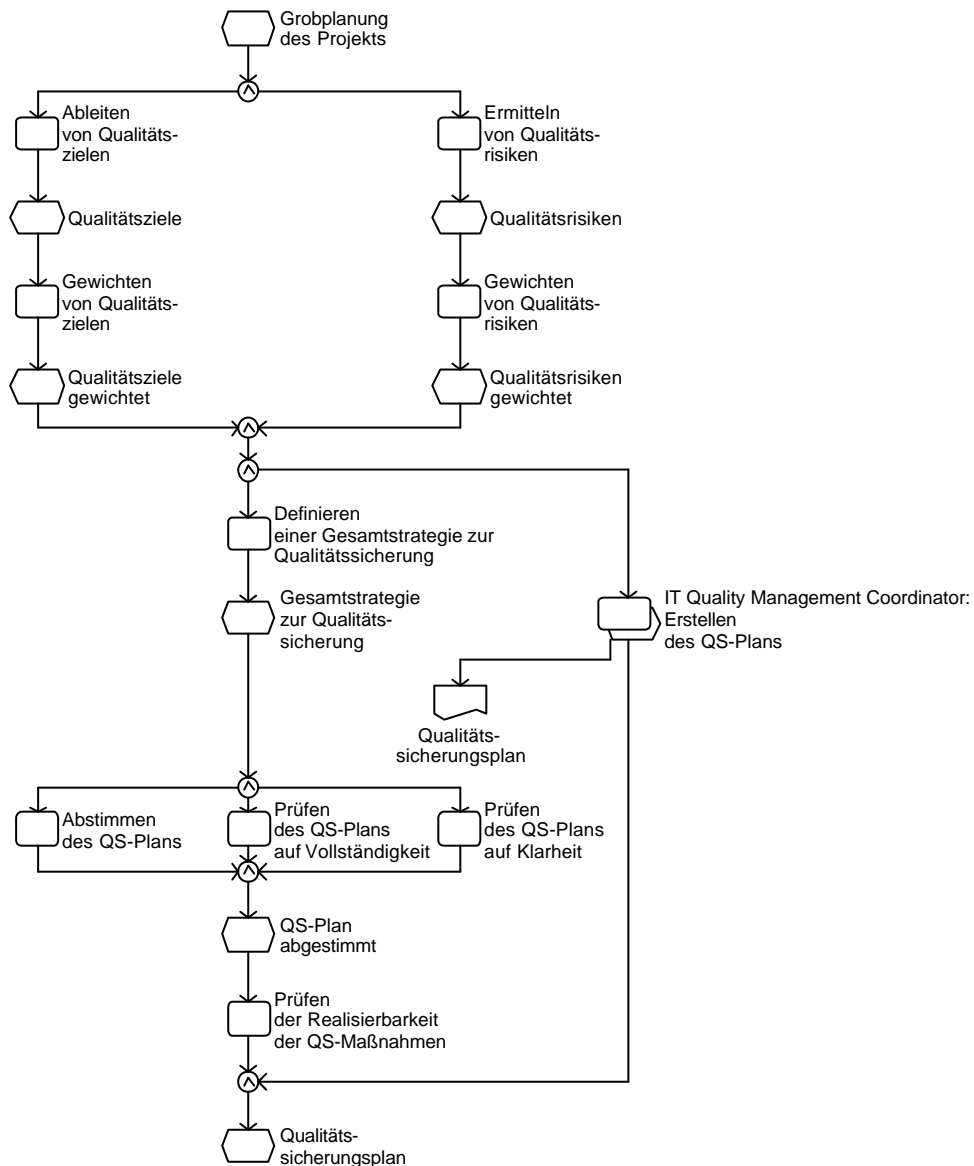 Grobplanung
des Projekts
Ableiten
von Qualitäts-
zielen
Ermitteln
von Qualitäts-
risiken
Qualitätsziele
Qualitätsrisiken
Gewichten
von Qualitäts-
zielen
Gewichten
von Qualitäts-
risiken
Qualitätsziele
gewichtet
Qualitätsrisiken
gewichtet
Definieren
einer Gesamtstrategie zur
Qualitätssicherung
Gesamtstrategie
zur Qualitäts-
sicherung
IT Quality Management Coordinator:
Erstellen
des QS-Plans
Qualitäts-
sicherungsplan
Abstimmen
des QS-Plans
Prüfen
des QS-Plans
auf Vollständigkeit
Prüfen
des QS-Plans
auf Klarheit
QS-Plan
abgestimmt
Prüfen
der Realisierbarkeit
der QS-Maßnahmen
Qualitäts-
sicherungsplan